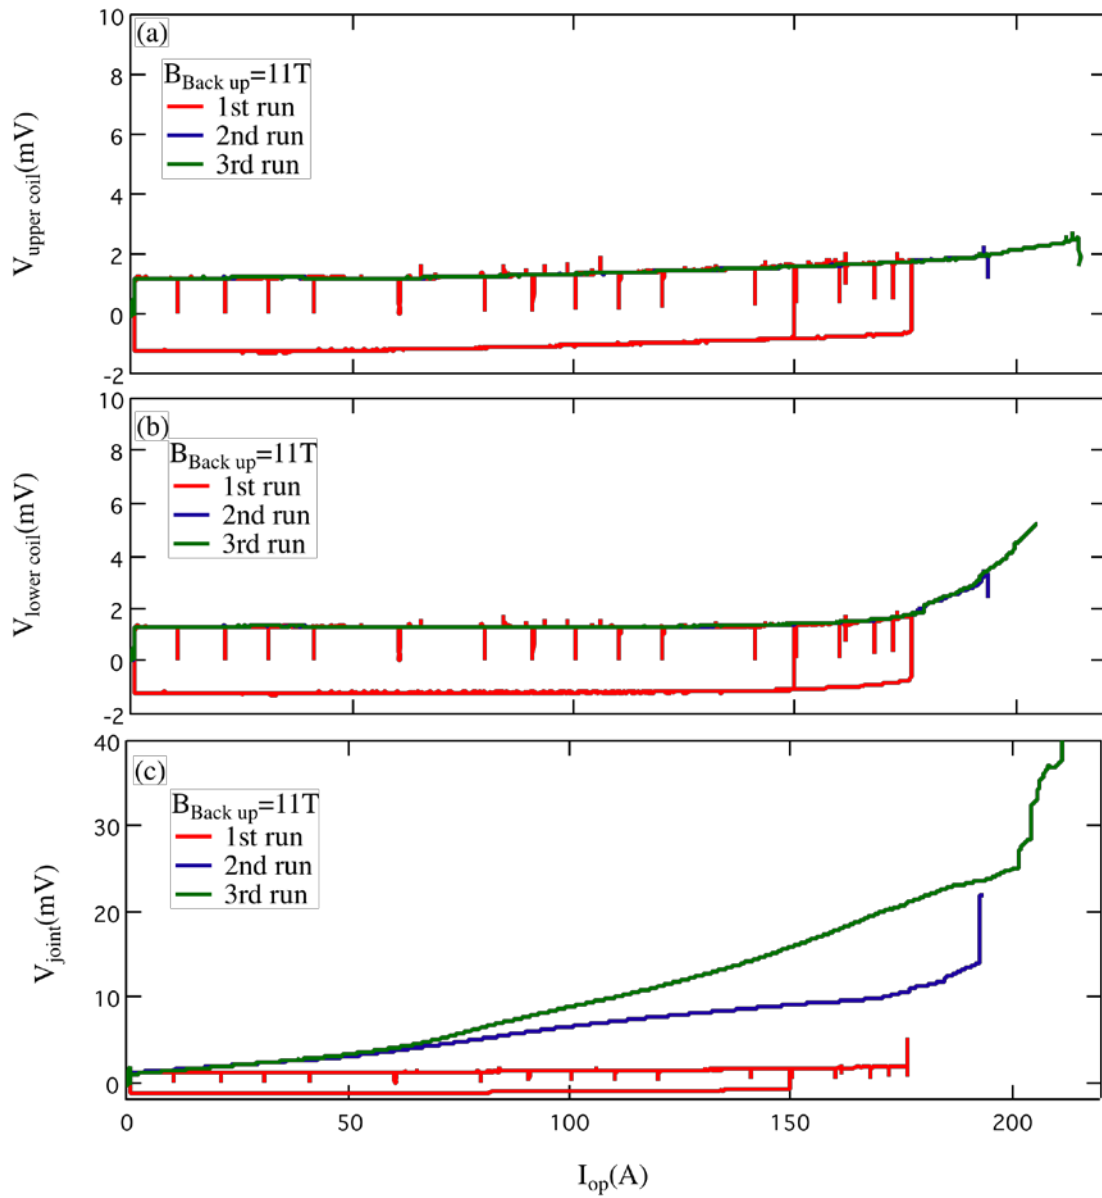 (a)
B_Back up=11T
1st run
2nd run
3rd run
10
8
6
4
2
0
-2
V_upper coil(mV)
(b)
B_Back up=11T
1st run
2nd run
3rd run
10
8
6
4
2
0
-2
V_lower coil(mV)
(c)
B_Back up=11T
1st run
2nd run
3rd run
40
30
20
10
0
V_joint(mV)
0 50 100 150 200
I_op(A)